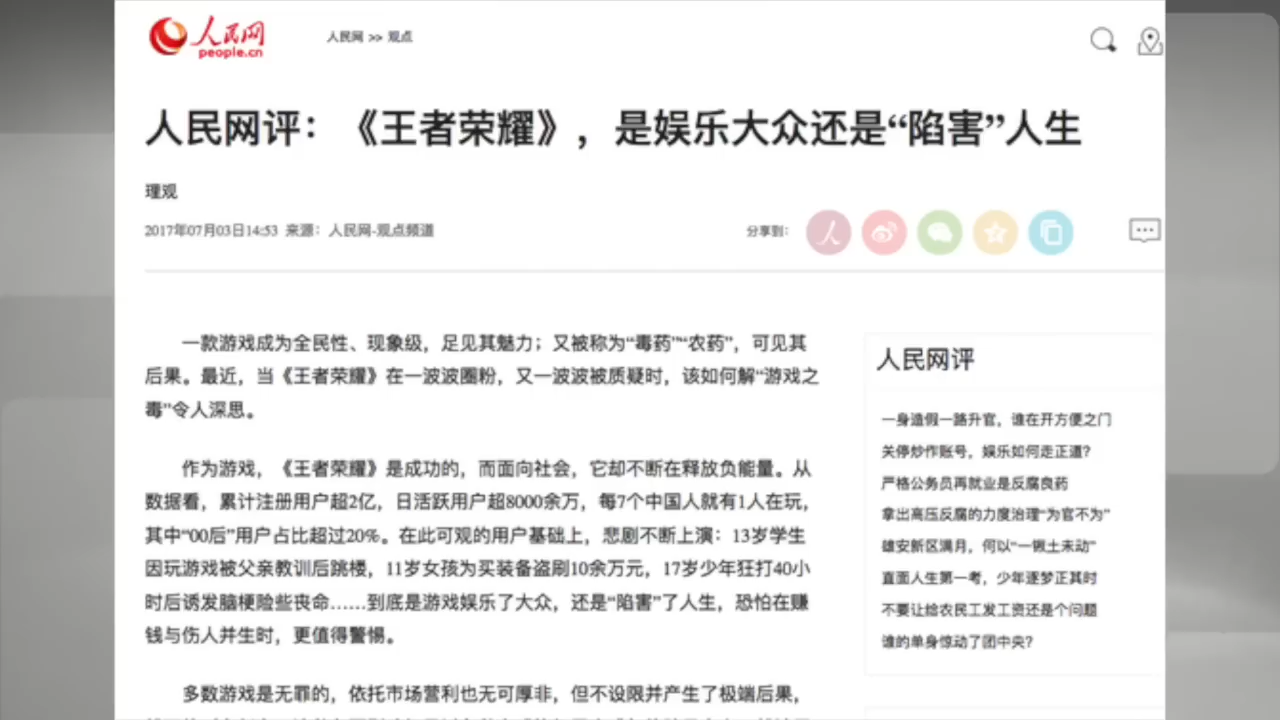 人民网
people.cn
人民网 >> 观点
人民网评：《王者荣耀》，是娱乐大众还是“陷害”人生
理观
2017年07月03日14:53 来源：人民网-观点频道
分享到：
一款游戏成为全民性、现象级，足见其魅力；又被称为“毒药”“农药”，可见其
后果。最近，当《王者荣耀》在一波波圈粉，又一波波被质疑时，该如何解“游戏之
毒”令人深思。
作为游戏，《王者荣耀》是成功的，而面向社会，它却不断在释放负能量。从
数据看，累计注册用户超2亿，日活跃用户超8000余万，每7个中国人就有1人在玩，
其中“00后”用户占比超过20%。在此可观的用户基础上，悲剧不断上演：13岁学生
因玩游戏被父亲教训后跳楼，11岁女孩为买装备盗刷10余万元，17岁少年狂打40小
时后诱发脑梗险些丧命……到底是游戏娱乐了大众，还是“陷害”了人生，恐怕在赚
钱与伤人并生时，更值得警惕。
多数游戏是无罪的，依托市场营利也无可厚非，但不设限并产生了极端后果，
人民网评
一身造假一路升官，谁在开方便之门
关停炒作账号，娱乐如何走正道？
严格公务员再就业是反腐良药
拿出高压反腐的力度治理“为官不为”
雄安新区满月，何以“一锹土未动”
直面人生第一考，少年逐梦正其时
不要让给农民工发工资还是个问题
谁的单身惊动了团中央？